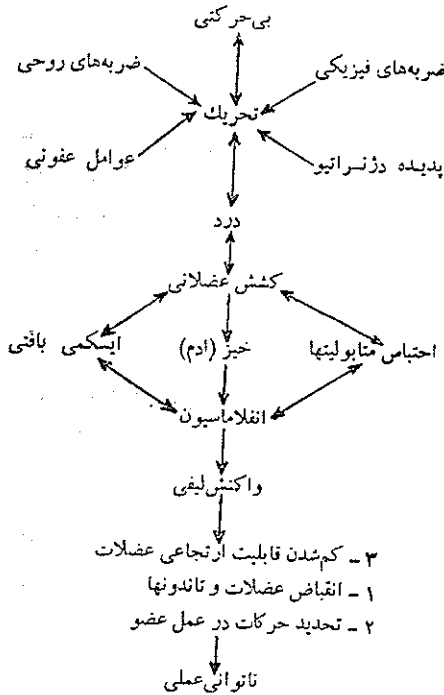 بی‌حرکتی
ضربه‌های فیزیکی
ضربه‌های روحی
تحریك
پدیده دژنـراتیو
عوامل عفونی
درد
کشش عضلانی
احتباس متابولیتها
خیز (ادم)
ایسکمی بافتی
انفلاماسیون
واکنش‌لیفی
۳ - کم‌شدن قابلیت ارتجاعی عضلات
۱ - انقباض عضلات و تاندونها
۲ - تحدید حرکات در عمل عضو
ناتوانی‌عملی